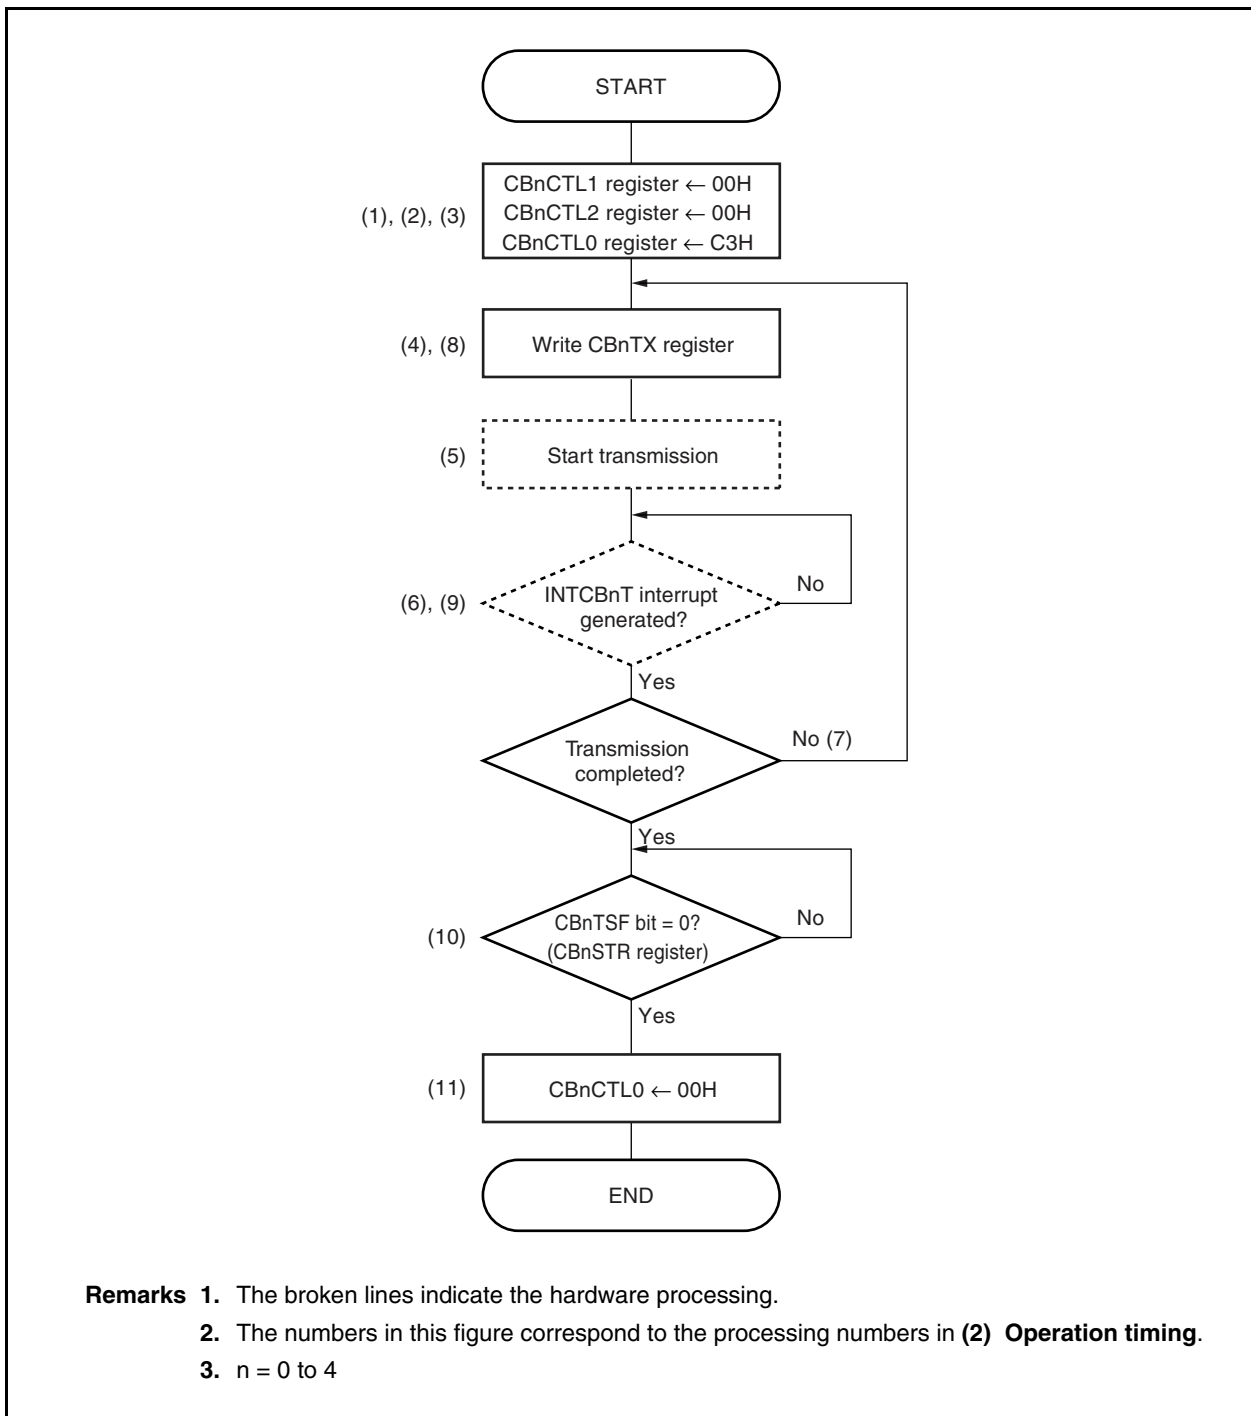 START
CBnCTL1 register ← 00H
CBnCTL2 register ← 00H
(1), (2), (3)
CBnCTL0 register ← C3H
(4), (8) Write CBnTX register
(5) Start transmission
INTCBnT interrupt No
(6), (9)
generated?
Yes
Transmission No (7)
completed?
Yes
CBnTSF bit = 0? No
(10)
(CBnSTR register)
Yes
(11) CBnCTL0 ← 00H
END
Remarks 1. The broken lines indicate the hardware processing.
2. The numbers in this figure correspond to the processing numbers in (2) Operation timing.
3. n = 0 to 4